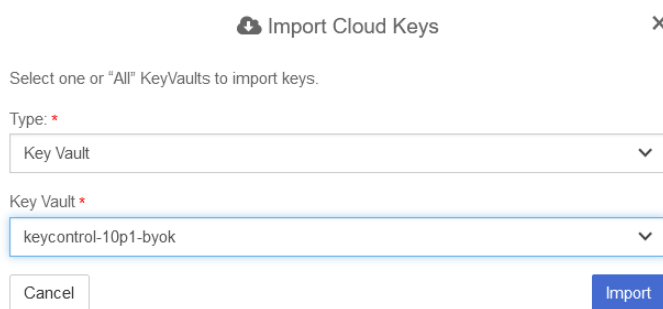 Import Cloud Keys
Select one or “All” KeyVaults to import keys.
Type: *
Key Vault
Key Vault *
keycontrol-10p1-byok
Cancel
Import